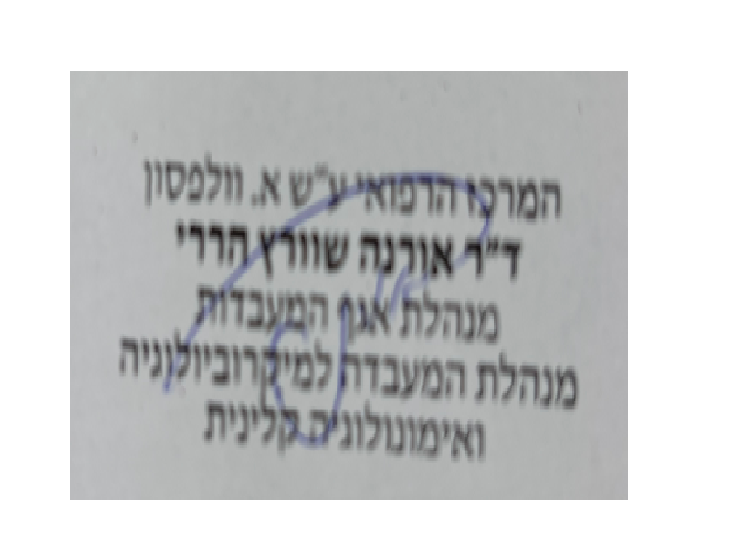 המרכז הרפואי ע"ש א. וולפסון
ד"ר אורנה שוורץ הררי
מנהלת אגף המעבדות
מנהלת המעבדה למיקרוביולוגיה
ואימונולוגיה קלינית